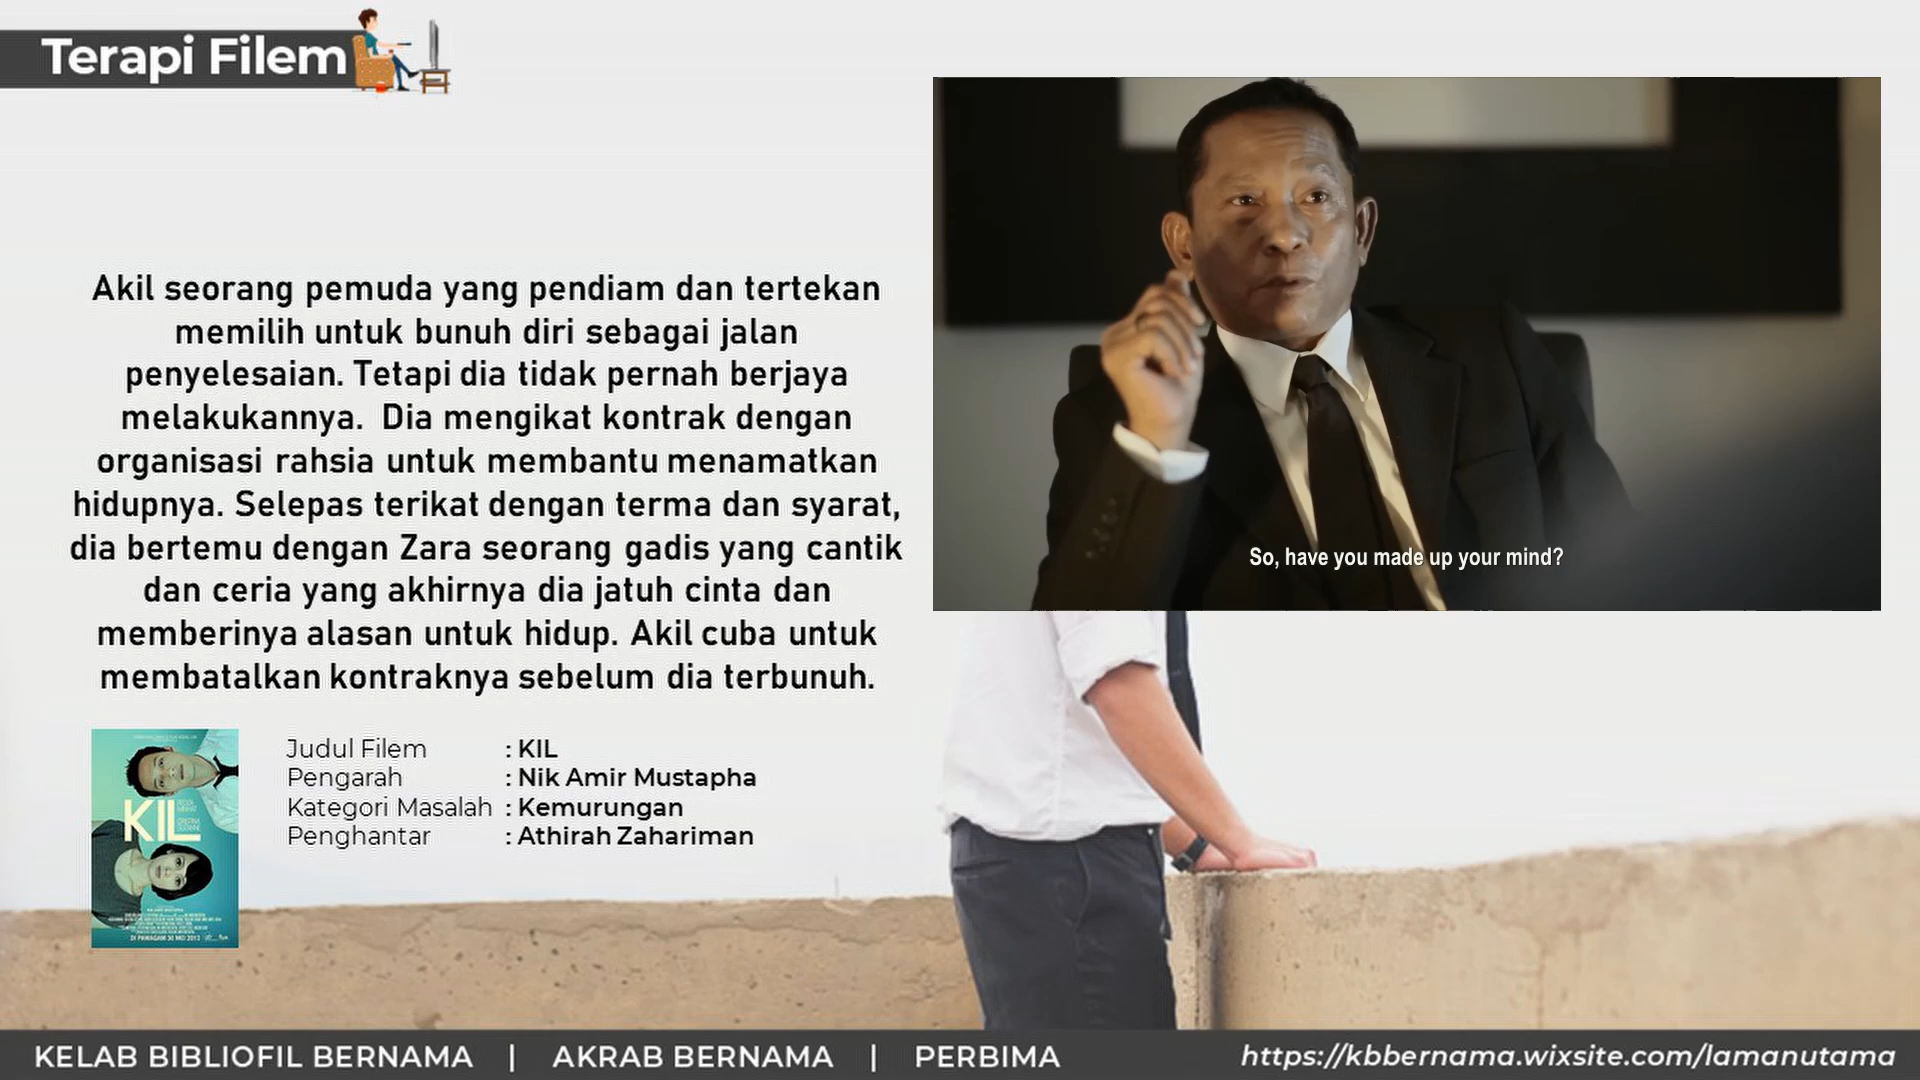 Terapi Filem
So, have you made up your mind?
Akil seorang pemuda yang pendiam dan tertekan
memilih untuk bunuh diri sebagai jalan
penyelesaian. Tetapi dia tidak pernah berjaya
melakukannya. Dia mengikat kontrak dengan
organisasi rahsia untuk membantu menamatkan
hidupnya. Selepas terikat dengan terma dan syarat,
dia bertemu dengan Zara seorang gadis yang cantik
dan ceria yang akhirnya dia jatuh cinta dan
memberinya alasan untuk hidup. Akil cuba untuk
membatalkan kontraknya sebelum dia terbunuh.
KIL
DI PAWAGAM 30 MEI 2013
Judul Filem : KIL
Pengarah : Nik Amir Mustapha
Kategori Masalah : Kemurungan
Penghantar : Athirah Zahariman
KELAB BIBLIOFIL BERNAMA | AKRAB BERNAMA | PERBIMA https://kbbernama.wixsite.com/lamanutama